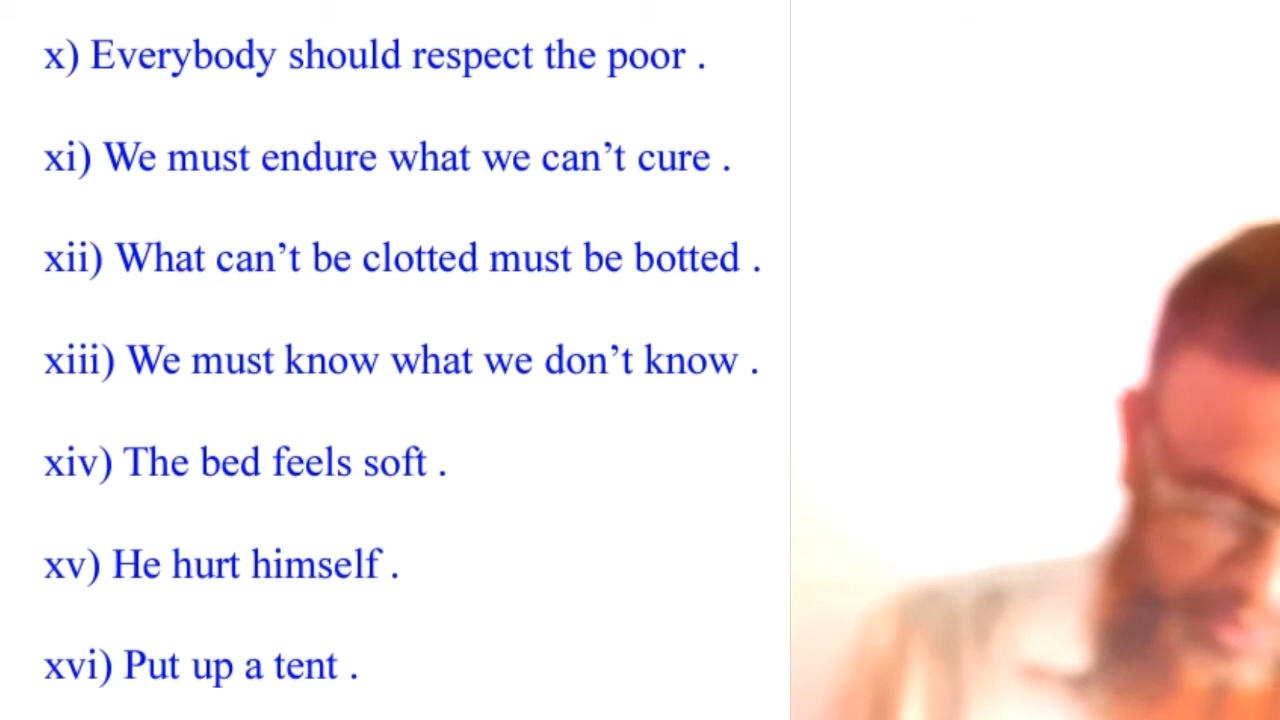 x) Everybody should respect the poor .
xi) We must endure what we can’t cure .
xii) What can’t be clotted must be botted .
xiii) We must know what we don’t know .
xiv) The bed feels soft .
xv) He hurt himself .
xvi) Put up a tent .